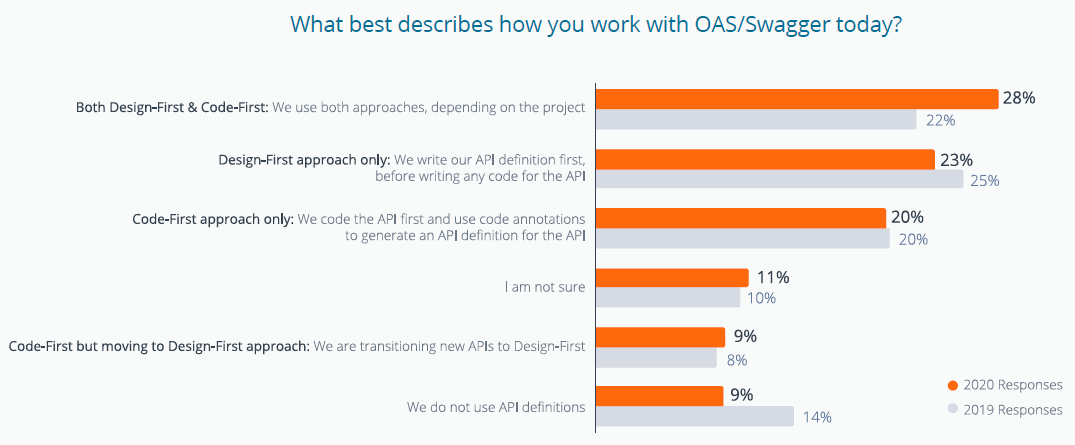 What best describes how you work with OAS/Swagger today?
Both Design-First & Code-First: We use both approaches, depending on the project
28%
22%
Design-First approach only: We write our API definition first,
before writing any code for the API
23%
25%
Code-First approach only: We code the API first and use code annotations
to generate an API definition for the API
20%
20%
I am not sure
11%
10%
Code-First but moving to Design-First approach: We are transitioning new APIs to Design-First
9%
8%
We do not use API definitions
9%
14%
2020 Responses
2019 Responses